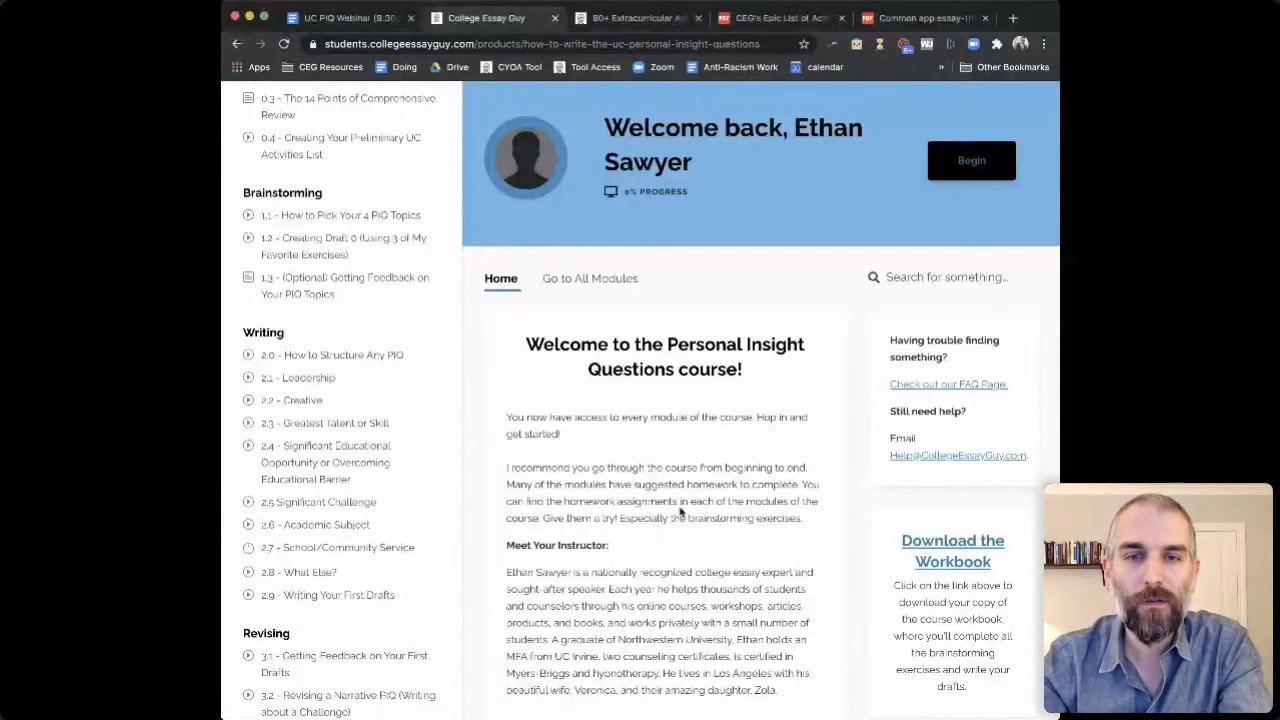 UC PIQ Webinar (8.30
College Essay Guy
80+ Extracurricular Ac
CEG's Epic List of Act
Common app essay-t
students.collegeessayguy.com/products/how-to-write-the-uc-personal-insight-questions
Apps
CEG Resources
Doing
Drive
CYOA Tool
Tool Access
Zoom
Anti-Racism Work
calendar
»
Other Bookmarks
0.3 - The 14 Points of Comprehensive
Review
0.4 - Creating Your Preliminary UC
Activities List
Brainstorming
1.1 - How to Pick Your 4 PIQ Topics
1.2 - Creating Draft 0 (Using 3 of My
Favorite Exercises)
1.3 - (Optional) Getting Feedback on
Your PIQ Topics
Writing
2.0 - How to Structure Any PIQ
2.1 - Leadership
2.2 - Creative
2.3 - Greatest Talent or Skill
2.4 - Significant Educational
Opportunity or Overcoming
Educational Barrier
2.5 Significant Challenge
2.6 - Academic Subject
2.7 - School/Community Service
2.8 - What Else?
2.9 - Writing Your First Drafts
Revising
3.1 - Getting Feedback on Your First
Drafts
3.2 - Revising a Narrative PIQ (Writing
about a Challenge)
Welcome back, Ethan
Sawyer
0% PROGRESS
Begin
Home
Go to All Modules
Search for something...
Welcome to the Personal Insight
Questions course!
You now have access to every module of the course. Hop in and
get started!
I recommend you go through the course from beginning to end.
Many of the modules have suggested homework to complete. You
can find the homework assignments in each of the modules of the
course. Give them a try! Especially the brainstorming exercises.
Meet Your Instructor:
Ethan Sawyer is a nationally recognized college essay expert and
sought-after speaker. Each year he helps thousands of students
and counselors through his online courses, workshops, articles,
products, and books, and works privately with a small number of
students. A graduate of Northwestern University, Ethan holds an
MFA from UC Irvine, two counseling certificates, is certified in
Myers-Briggs and hypnotherapy. He lives in Los Angeles with his
beautiful wife, Veronica, and their amazing daughter, Zola.
Having trouble finding
something?
Check out our FAQ Page.
Still need help?
Email
Help@CollegeEssayGuy.com.
Download the
Workbook
Click on the link above to
download your copy of
the course workbook,
where you'll complete all
the brainstorming
exercises and write your
drafts.